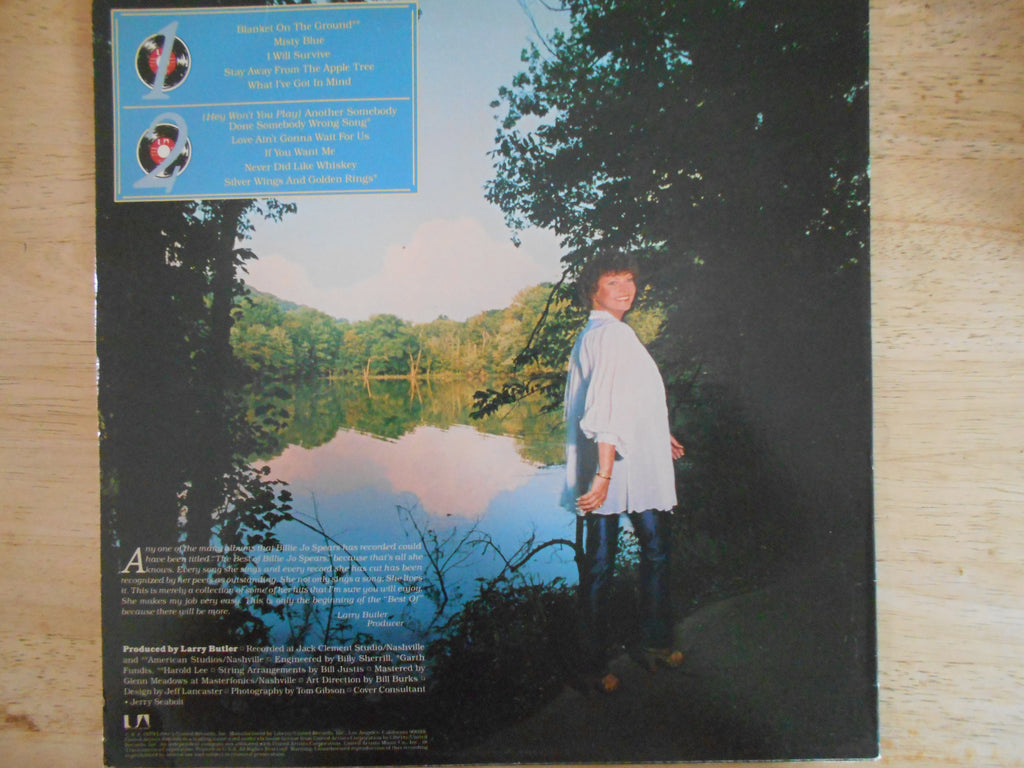 1
Blanket On The Ground**
Misty Blue
I Will Survive
Stay Away From The Apple Tree
What I've Got In Mind
2
(Hey Won't You Play) Another Somebody
Done Somebody Wrong Song*
Love Ain't Gonna Wait For Us
If You Want Me
Never Did Like Whiskey
Silver Wings And Golden Rings*
Any one of the many albums that Billie Jo Spears has recorded could
have been titled "The Best of Billie Jo Spears" because that's all she
knows. Every song she sings and every record she has cut has been
recognized by her peers as outstanding. She not only sings a song; She lives
it. This is merely a collection of some of her hits that I'm sure you will enjoy.
She makes my job very easy. This is only the beginning of the "Best Of"
because there will be more.
Larry Butler
Producer
Produced by Larry Butler ▫ Recorded at Jack Clement Studio/Nashville
and **American Studios/Nashville ▫ Engineered by Billy Sherrill, *Garth
Fundis, **Harold Lee ▫ String Arrangements by Bill Justis ▫ Mastered by
Glenn Meadows at Masterfonics/Nashville ▫ Art Direction by Bill Burks ▫
Design by Jeff Lancaster ▫ Photography by Tom Gibson ▫ Cover Consultant
• Jerry Seabolt
UA